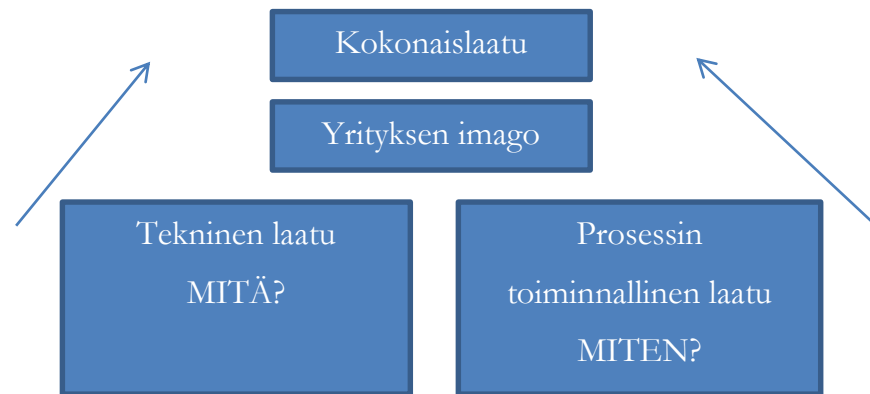 Kokonaislaatu
Yrityksen imago
Tekninen laatu
MITÄ?
Prosessin
toiminnallinen laatu
MITEN?